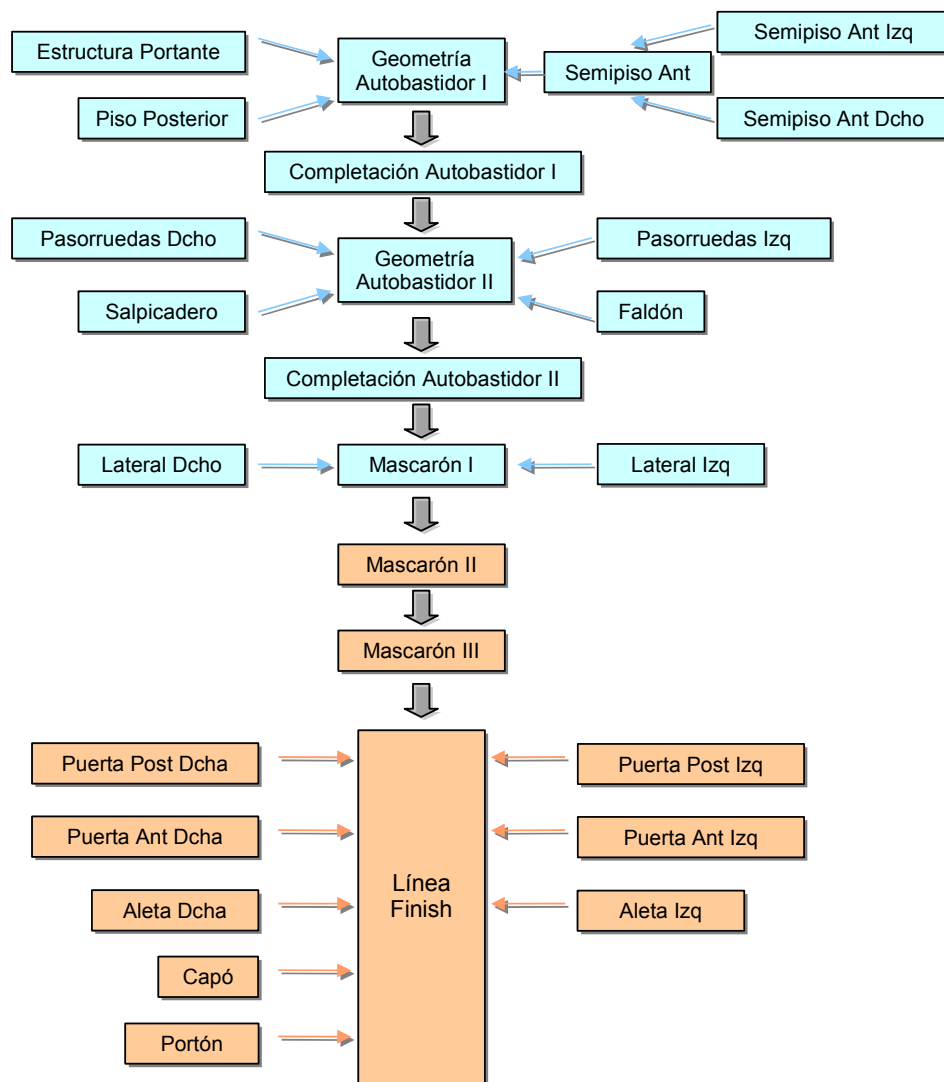 Semipiso Ant Izq
Estructura Portante
Geometría
Autobastidor I
Semipiso Ant
Piso Posterior
Semipiso Ant Dcho
Completación Autobastidor I
Pasorruedas Dcho
Pasorruedas Izq
Geometría
Autobastidor II
Salpicadero
Faldón
Completación Autobastidor II
Lateral Dcho
Mascarón I
Lateral Izq
Mascarón II
Mascarón III
Puerta Post Dcha
Puerta Post Izq
Puerta Ant Dcha
Puerta Ant Izq
Línea
Finish
Aleta Dcha
Aleta Izq
Capó
Portón